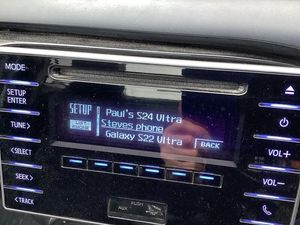 MODE
SETUP
ENTER
TUNE>
<SELECT
SEEK>
<TRACK
SETUP
Paul's S24 Ultra
Steves phone
Galaxy S22 Ultra
BACK
VOL+
VOL-
PUSH
AUX